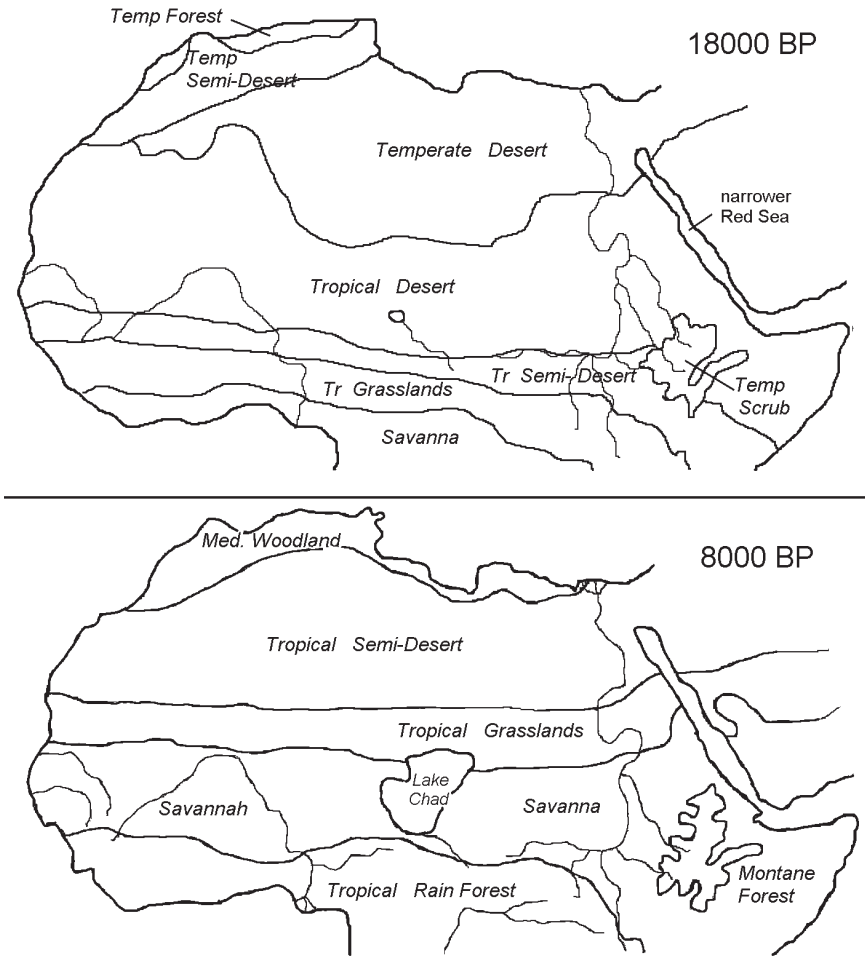 Temp Forest
18000 BP
Temp
Semi-Desert
Temperate Desert
narrower
Red Sea
Tropical Desert
Tr Semi-Desert
Tr Grasslands
Temp
Scrub
Savanna
Med. Woodland
8000 BP
Tropical Semi-Desert
Tropical Grasslands
Lake
Chad
Savannah
Savanna
Montane
Forest
Tropical Rain Forest